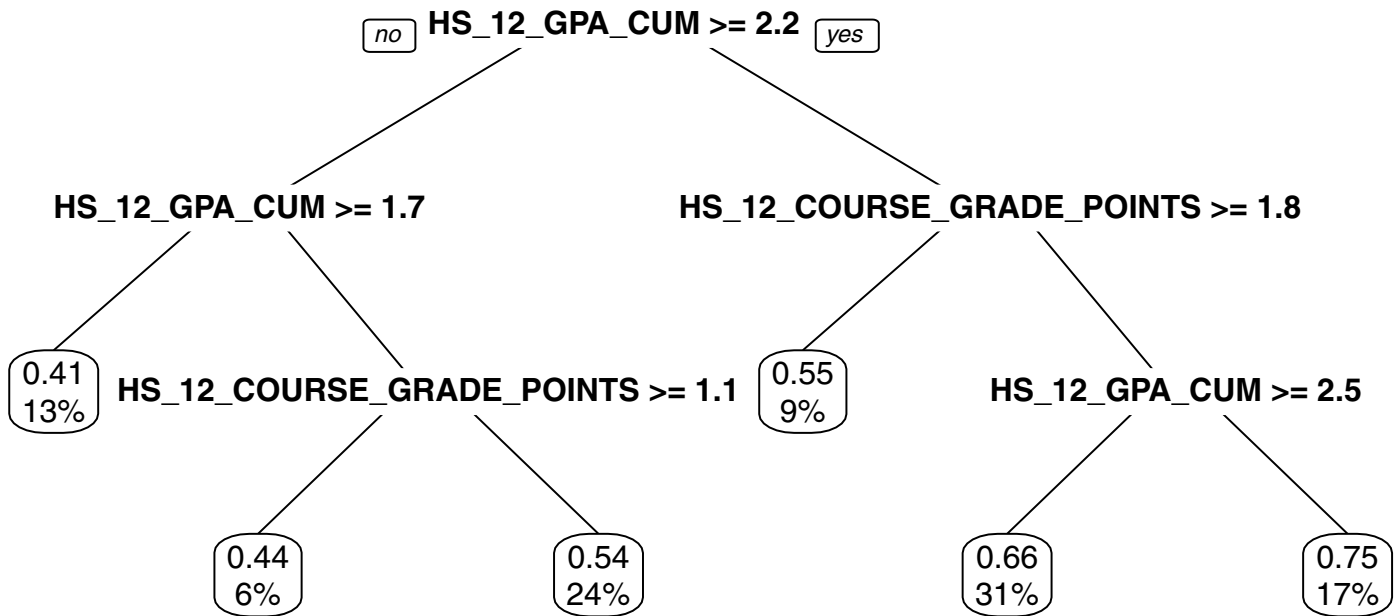 no HS_12_GPA_CUM >= 2.2 yes
HS_12_GPA_CUM >= 1.7
HS_12_COURSE_GRADE_POINTS >= 1.8
0.41
13%
HS_12_COURSE_GRADE_POINTS >= 1.1
0.55
9%
HS_12_GPA_CUM >= 2.5
0.44
6%
0.54
24%
0.66
31%
0.75
17%